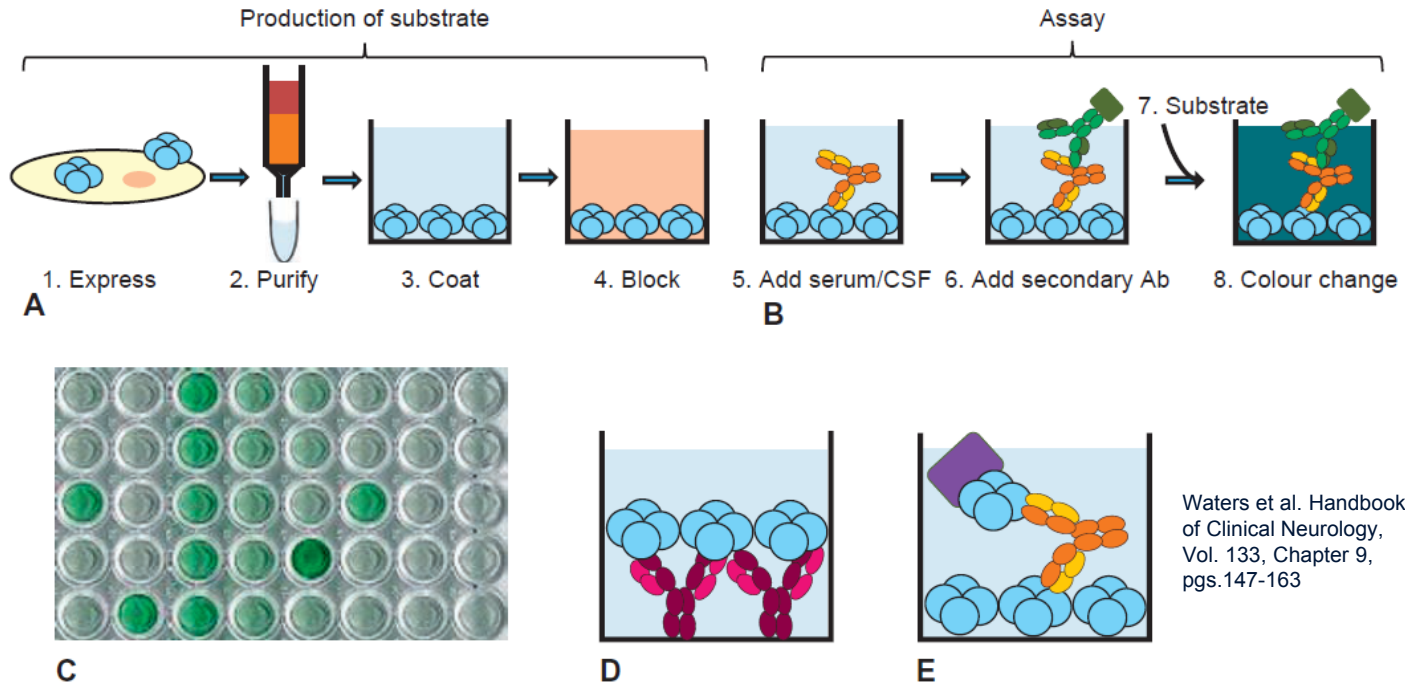 Production of substrate
Assay
7. Substrate
1. Express
2. Purify
3. Coat
4. Block
5. Add serum/CSF
6. Add secondary Ab
8. Colour change
A
B
C
D
E
Waters et al. Handbook
of Clinical Neurology,
Vol. 133, Chapter 9,
pgs.147-163